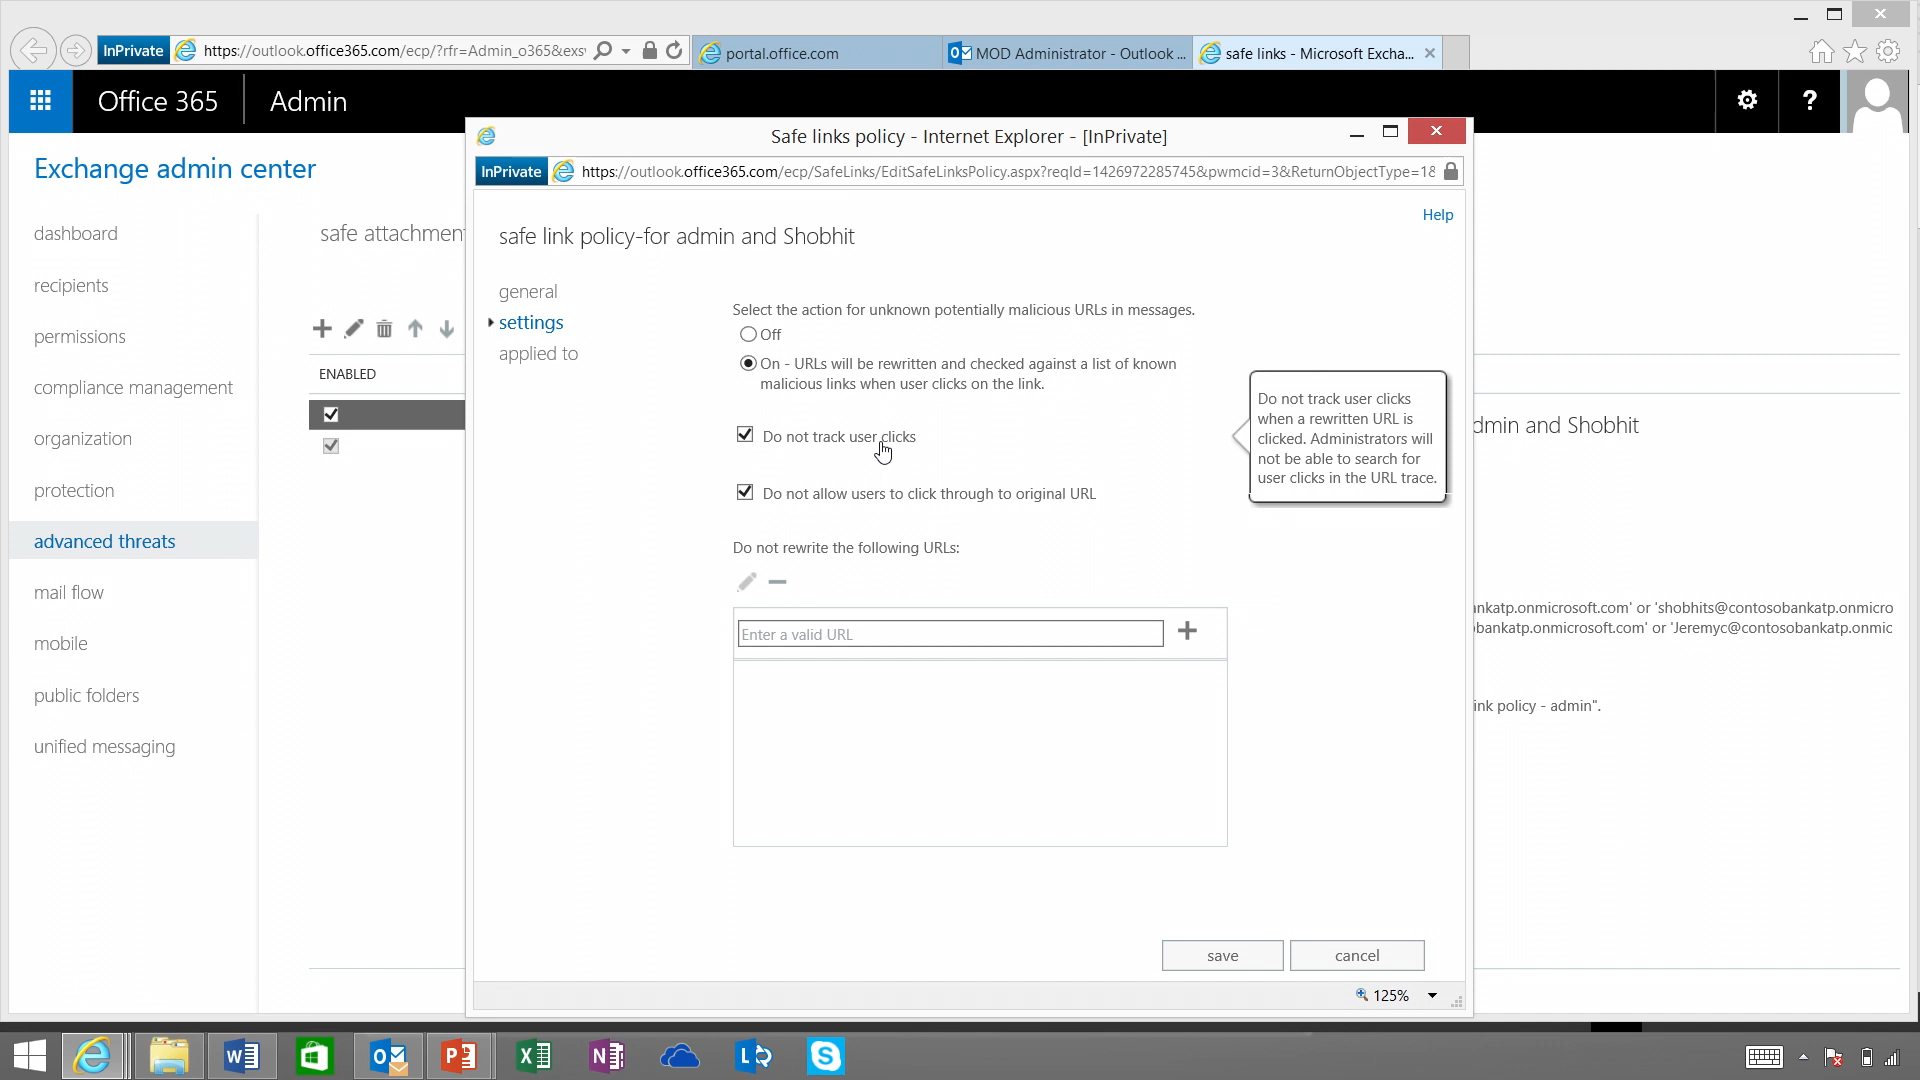 InPrivate
https://outlook.office365.com/ecp/?rfr=Admin_o365&exsv
portal.office.com
MOD Administrator - Outlook ...
safe links - Microsoft Excha...
Office 365
Admin
?
Exchange admin center
dashboard
recipients
permissions
compliance management
organization
protection
advanced threats
mail flow
mobile
public folders
unified messaging
safe attachment
ENABLED
Safe links policy - Internet Explorer - [InPrivate]
InPrivate
https://outlook.office365.com/ecp/SafeLinks/EditSafeLinksPolicy.aspx?reqId=1426972285745&pwmcid=3&ReturnObjectType=1&
Help
safe link policy-for admin and Shobhit
general
settings
applied to
Select the action for unknown potentially malicious URLs in messages.
Off
On - URLs will be rewritten and checked against a list of known
malicious links when user clicks on the link.
Do not track user clicks
Do not allow users to click through to original URL
Do not rewrite the following URLs:
Enter a valid URL
Do not track user clicks
when a rewritten URL is
clicked. Administrators will
not be able to search for
user clicks in the URL trace.
save
cancel
125%
dmin and Shobhit
nkatp.onmicrosoft.com' or 'shobhits@contosobankatp.onmicro
bankatp.onmicrosoft.com' or 'Jeremyc@contosobankatp.onmic
ink policy - admin".